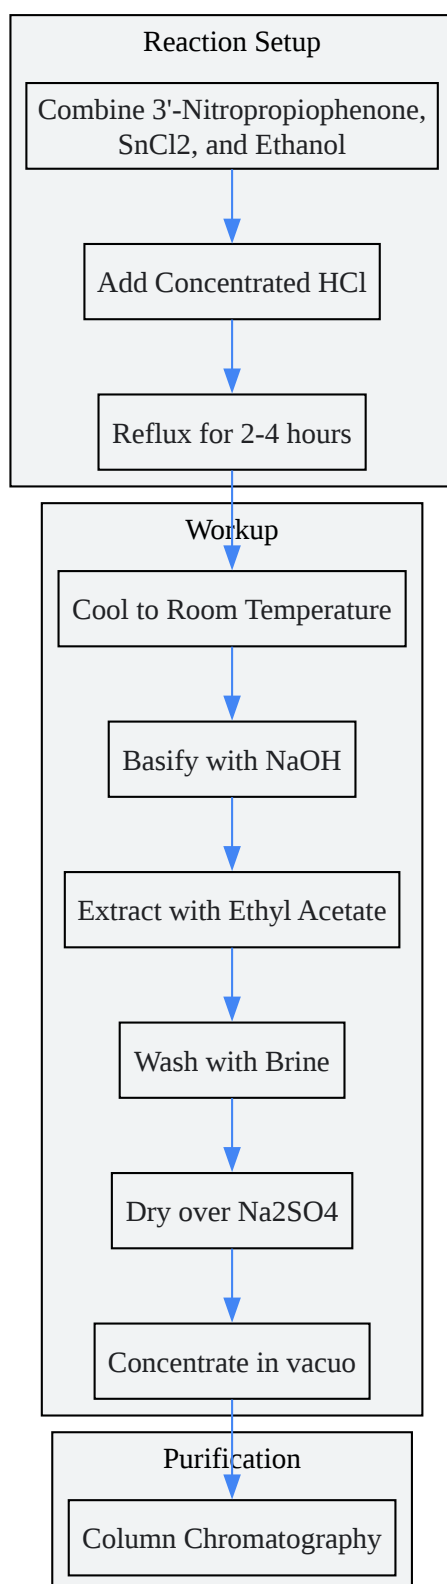 Reaction Setup
Combine 3'-Nitropropiophenone,
SnCl2, and Ethanol
Add Concentrated HCl
Reflux for 2-4 hours
Workup
Cool to Room Temperature
Basify with NaOH
Extract with Ethyl Acetate
Wash with Brine
Dry over Na2SO4
Concentrate in vacuo
Purification
Column Chromatography